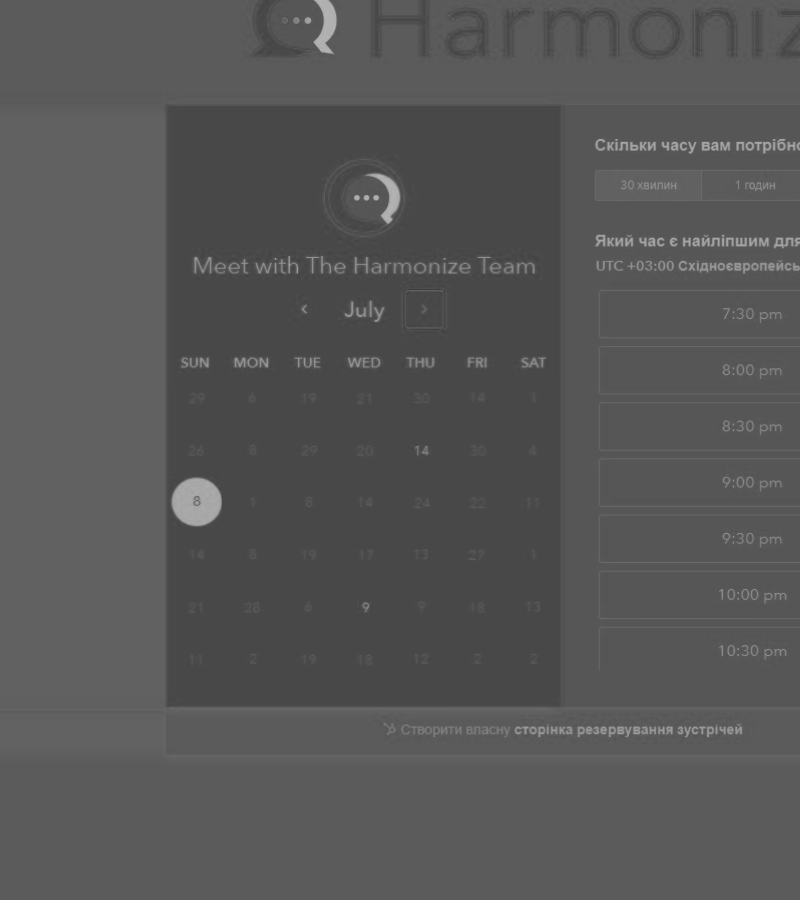 Harmoniz
Meet with The Harmonize Team
July
SUN MON TUE WED THU FRI SAT
29 6 19 21 30 14 1
26 8 29 20 14 30 4
8 1 8 14 24 22 11
14 8 19 17 13 27 1
21 28 6 9 9 18 13
11 2 19 18 12 2 2
Скільки часу вам потрібно
30 хвилин 1 годин
Який час є найліпшим для
UTC +03:00 Східноєвропейсь
7:30 pm
8:00 pm
8:30 pm
9:00 pm
9:30 pm
10:00 pm
10:30 pm
Створити власну сторінка резервування зустрічей